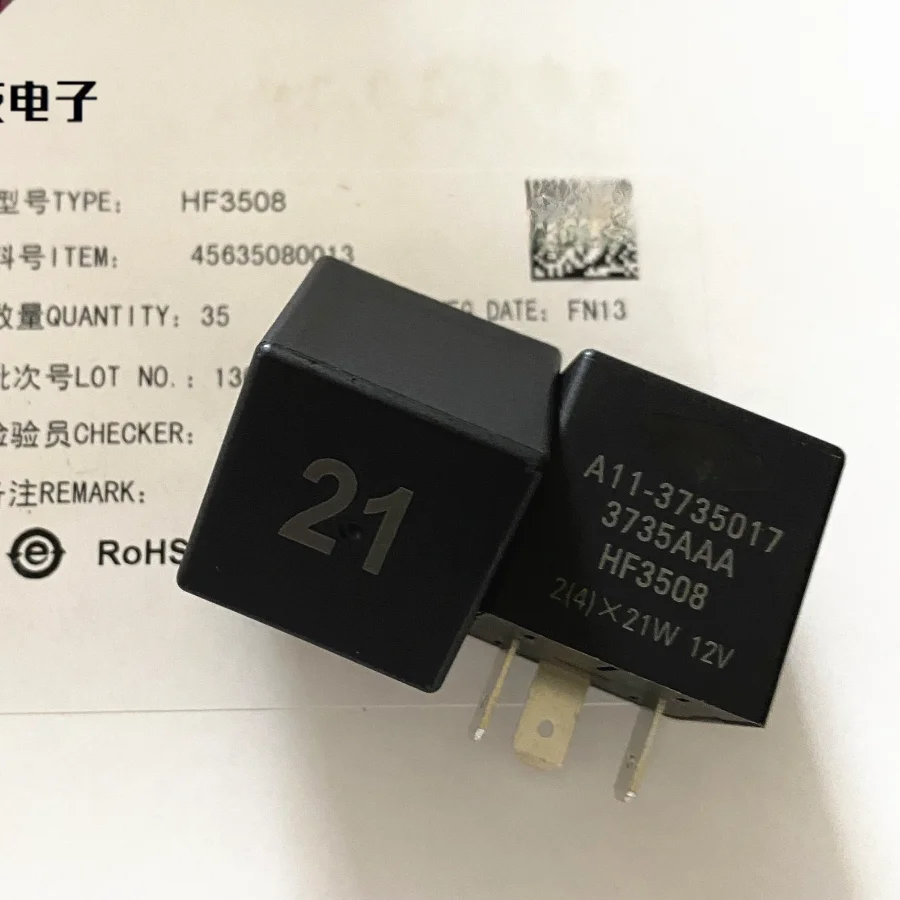 电子
型号TYPE: HF3508
料号ITEM: 45635080013
数量QUANTITY: 35
DATE: FN13
批次号LOT NO.: 13
检验员CHECKER:
备注REMARK:
e RoHS
21
A11-3735017
3735AAA
HF3508
2(4)×21W 12V